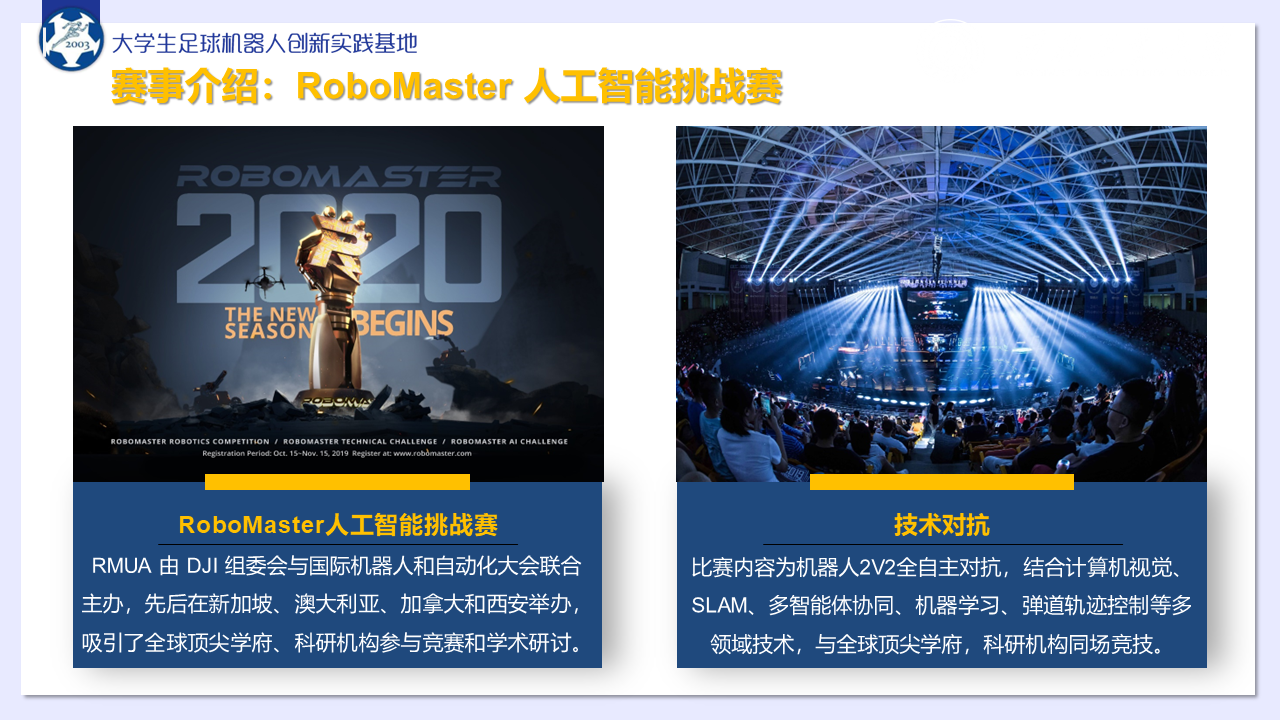 2003
大学生足球机器人创新实践基地
赛事介绍：RoboMaster 人工智能挑战赛
ROBOMASTER
2020
THE NEW
SEASON BEGINS
ROBOMASTER ROBOTICS COMPETITION / ROBOMASTER TECHNICAL CHALLENGE / ROBOMASTER AI CHALLENGE
Registration Period: Oct. 15~Nov. 15, 2019 Register at: www.robomaster.com
RoboMaster人工智能挑战赛
RMUA 由 DJI 组委会与国际机器人和自动化大会联合
主办，先后在新加坡、澳大利亚、加拿大和西安举办，
吸引了全球顶尖学府、科研机构参与竞赛和学术研讨。
技术对抗
比赛内容为机器人2V2全自主对抗，结合计算机视觉、
SLAM、多智能体协同、机器学习、弹道轨迹控制等多
领域技术，与全球顶尖学府，科研机构同场竞技。